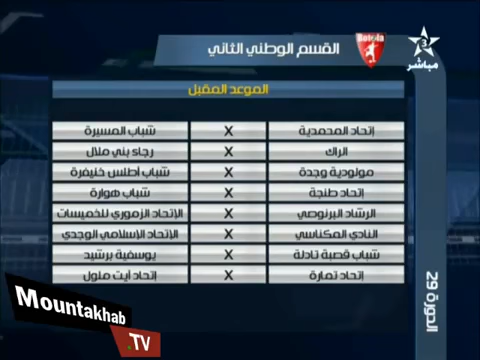 القسم الوطني الثاني
Botola
مباشر
الموعد المقبل
إتحاد المحمدية X شباب المسيرة
الراك X رجاء بني ملال
مولودية وجدة X شباب أطلس خنيفرة
إتحاد طنجة X شباب هوارة
الرشاد البرنوصي X الإتحاد الزموري للخميسات
النادي المكناسي X الإتحاد الاسلامي الوجدي
شباب قصبة تادلة X يوسفية برشيد
إتحاد تمارة X إتحاد أيت ملول
الدورة 29
Mountakhab
.TV